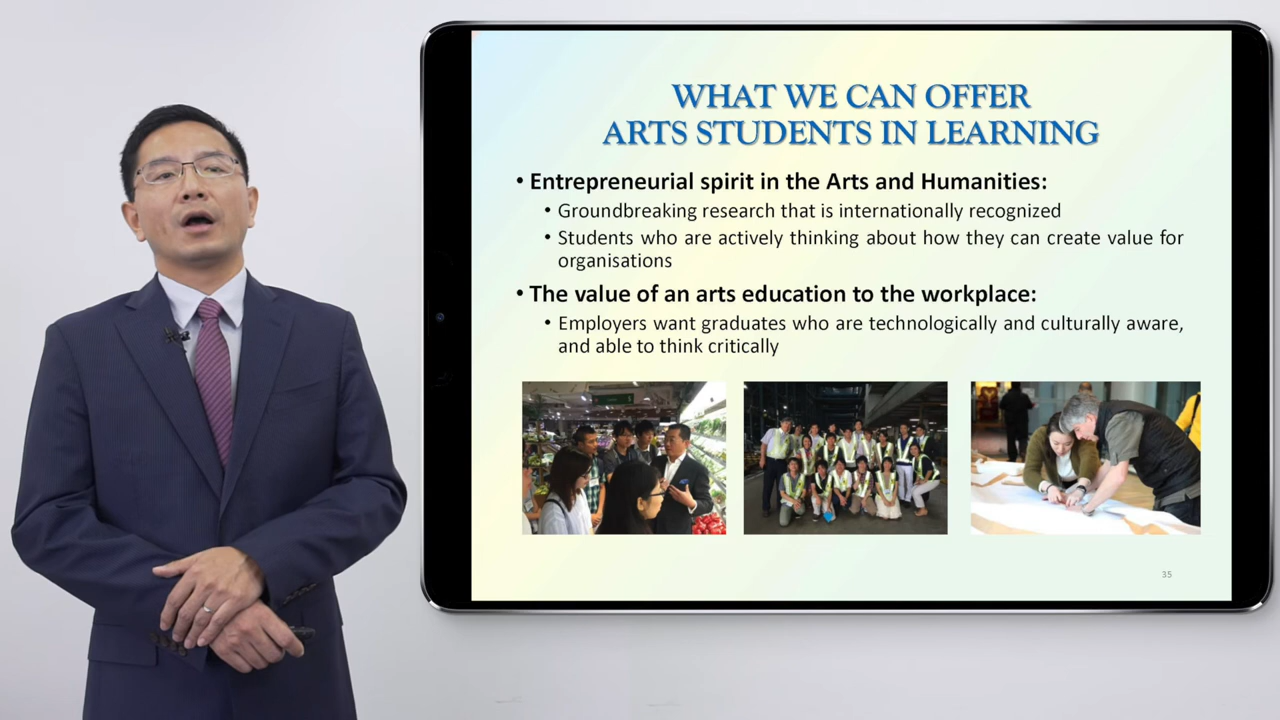 WHAT WE CAN OFFER
ARTS STUDENTS IN LEARNING
• Entrepreneurial spirit in the Arts and Humanities:
• Groundbreaking research that is internationally recognized
• Students who are actively thinking about how they can create value for
organisations
• The value of an arts education to the workplace:
• Employers want graduates who are technologically and culturally aware,
and able to think critically
35